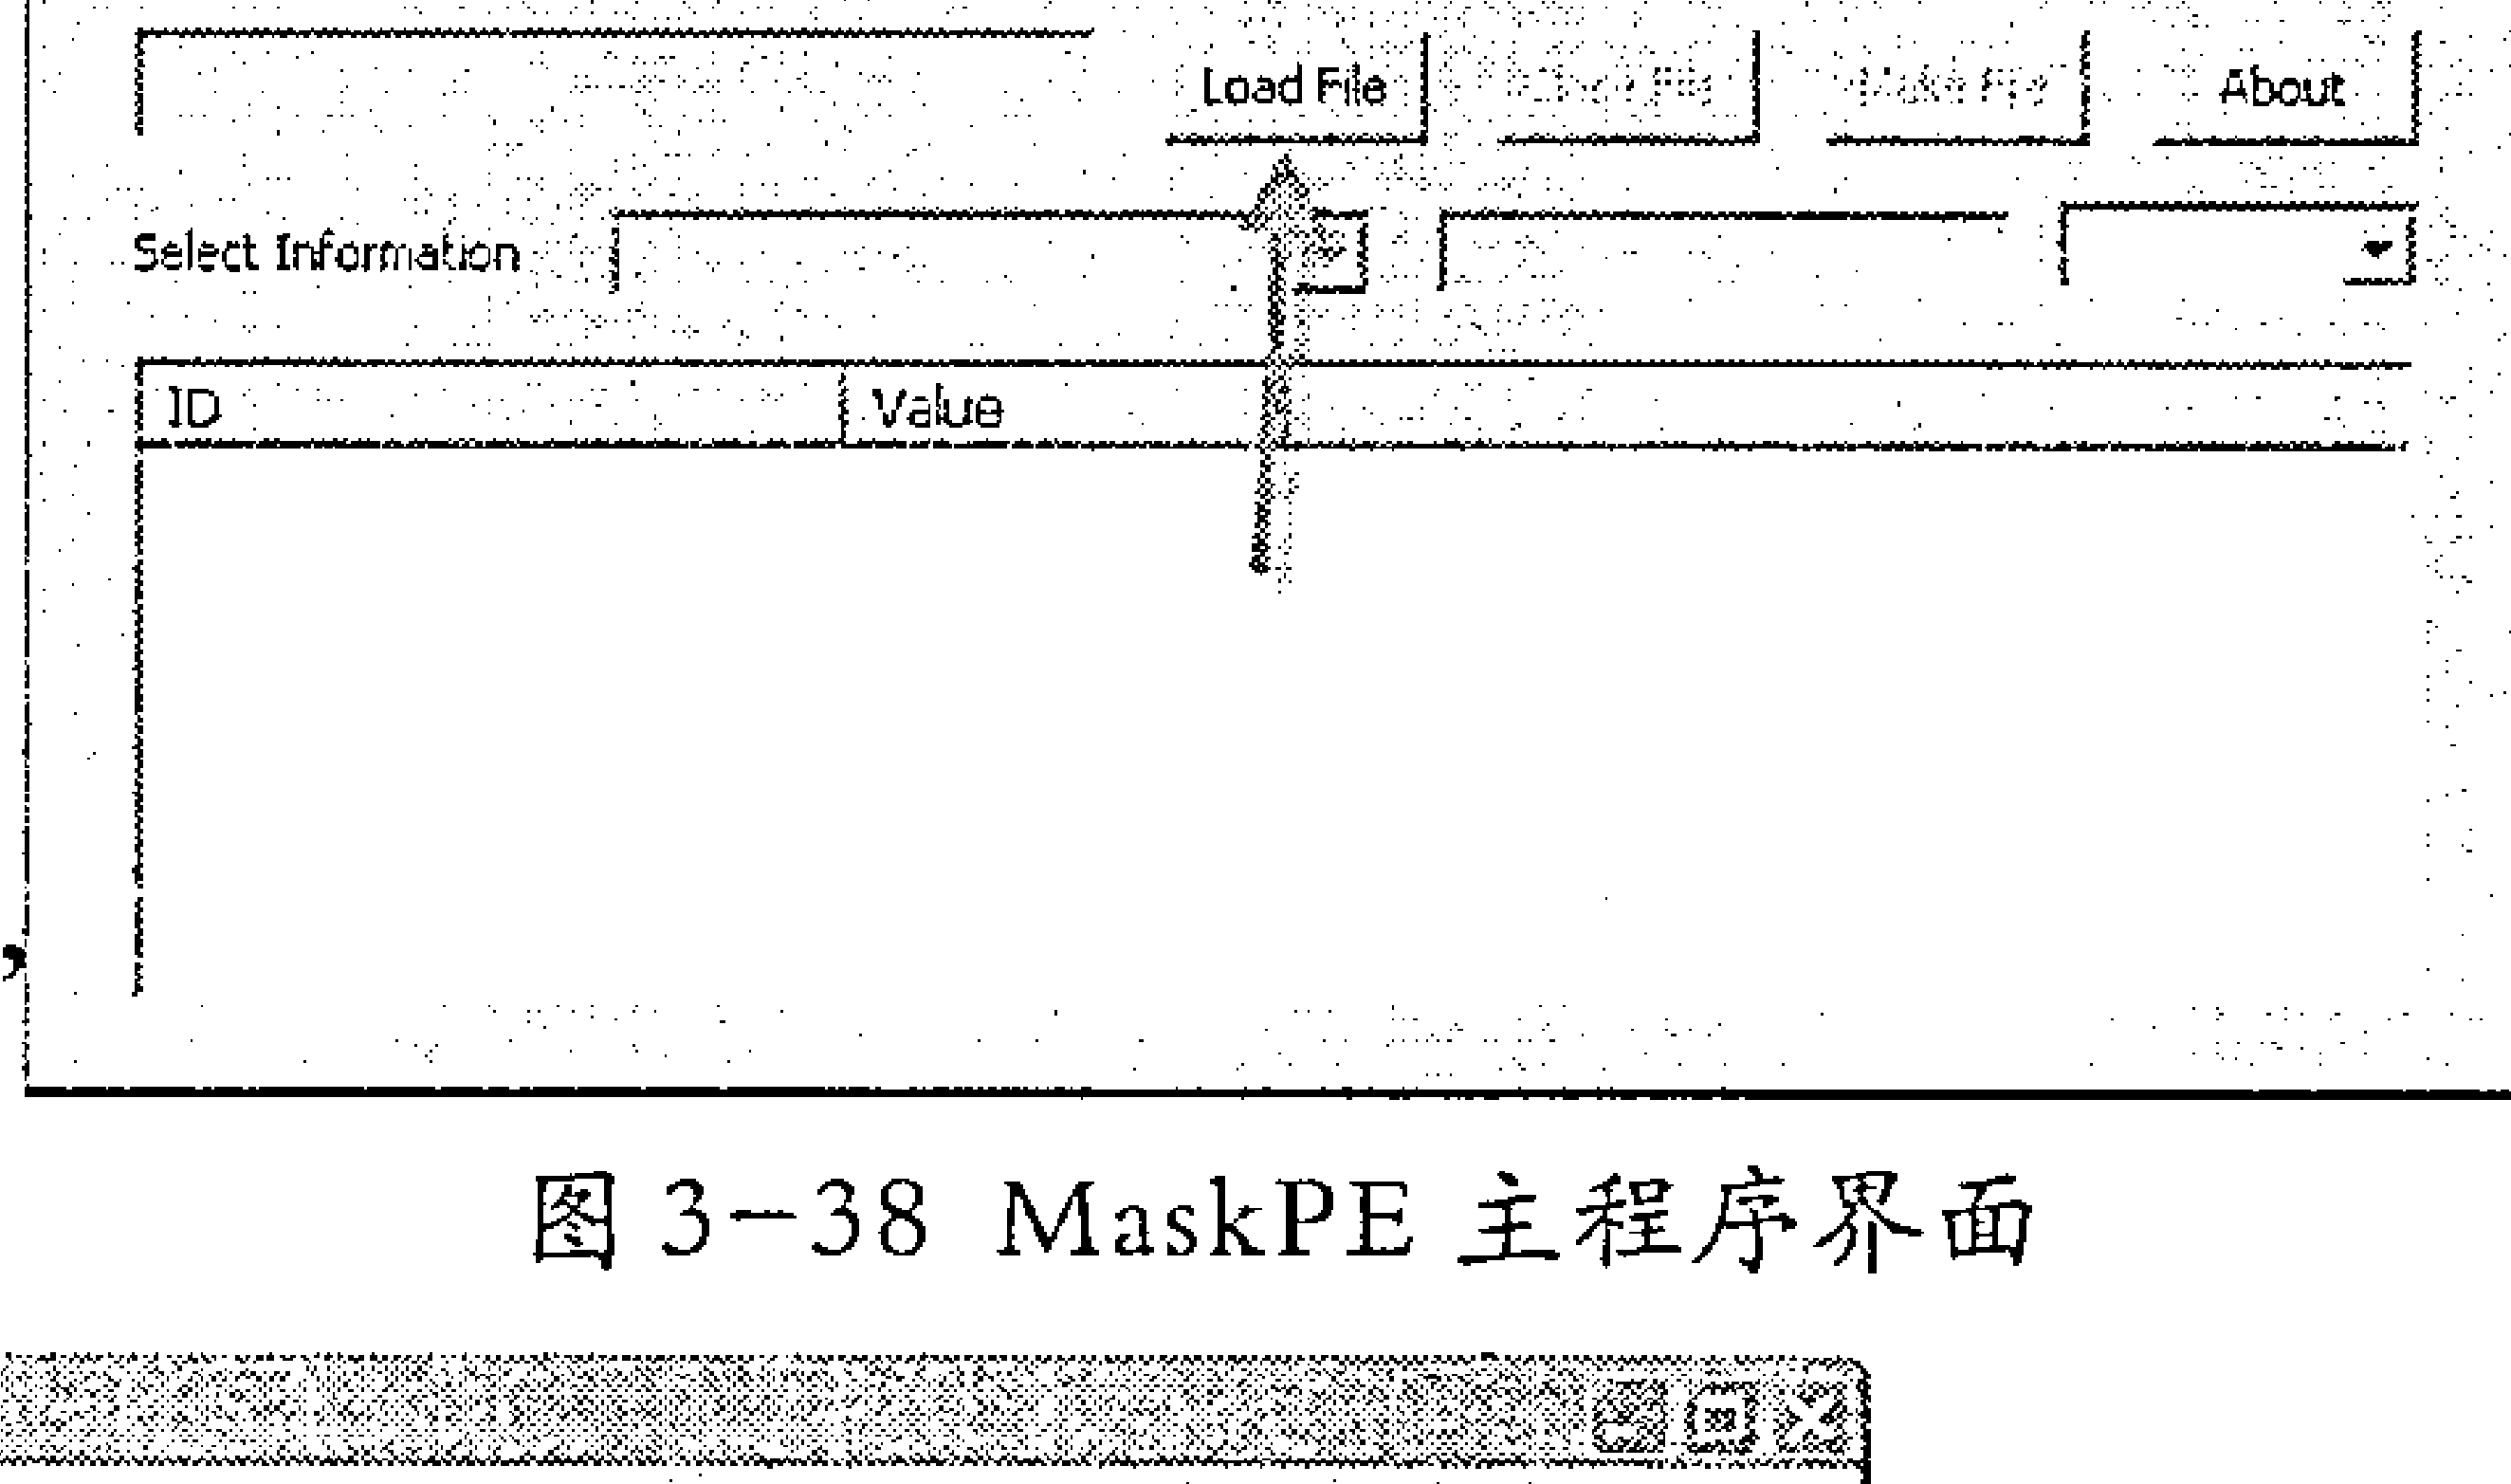 Load File About
Select Information
ID Value
,
图 3-38 MaskPE 主程序界面